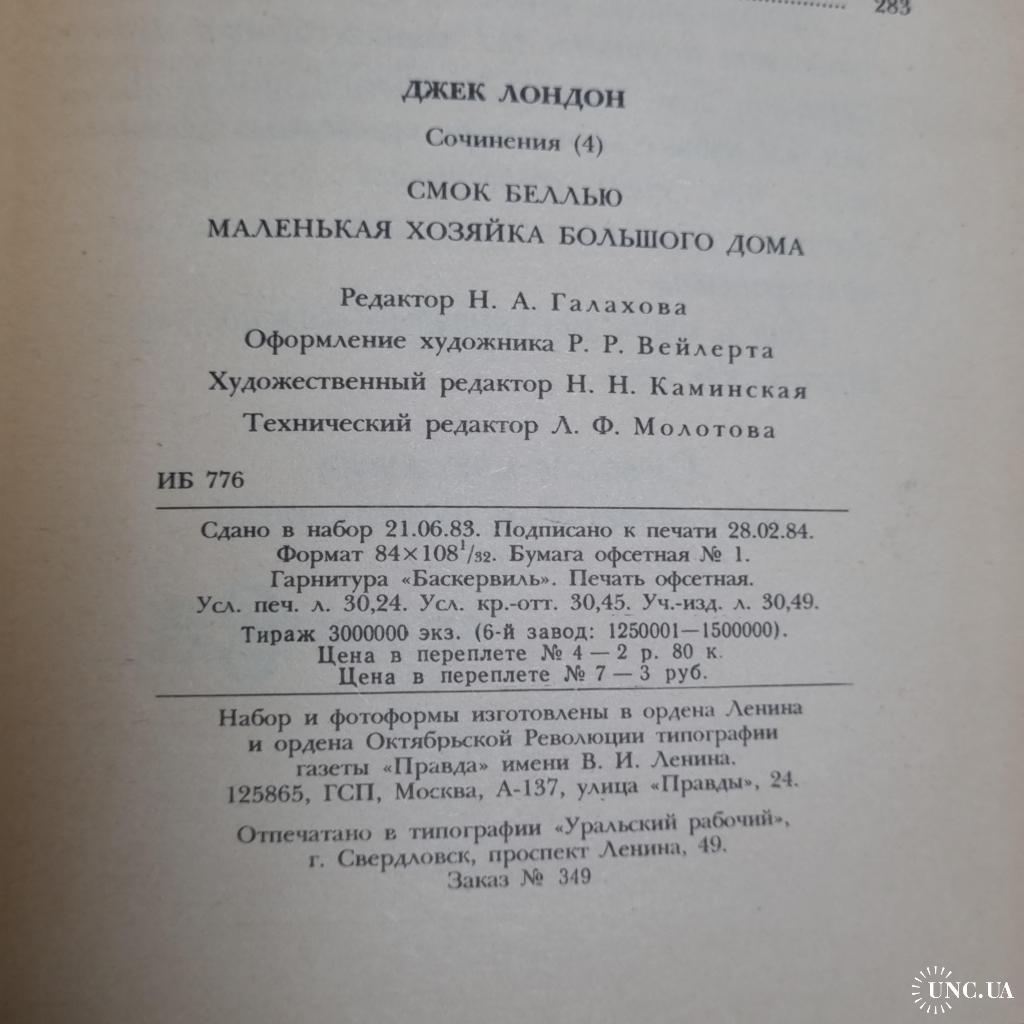 283
ДЖЕК ЛОНДОН
Сочинения (4)
СМОК БЕЛЛЬЮ
МАЛЕНЬКАЯ ХОЗЯЙКА БОЛЬШОГО ДОМА
Редактор Н. А. Галахова
Оформление художника Р. Р. Вейлерта
Художественный редактор Н. Н. Каминская
Технический редактор Л. Ф. Молотова
ИБ 776
Сдано в набор 21.06.83. Подписано к печати 28.02.84.
Формат 84×108¹/₃₂. Бумага офсетная № 1.
Гарнитура «Баскервиль». Печать офсетная.
Усл. печ. л. 30,24. Усл. кр.-отт. 30,45. Уч.-изд. л. 30,49.
Тираж 3000000 экз. (6-й завод: 1250001—1500000).
Цена в переплете № 4 — 2 р. 80 к.
Цена в переплете № 7 — 3 руб.
Набор и фотоформы изготовлены в ордена Ленина
и ордена Октябрьской Революции типографии
газеты «Правда» имени В. И. Ленина.
125865, ГСП, Москва, А-137, улица «Правды», 24.
Отпечатано в типографии «Уральский рабочий»,
г. Свердловск, проспект Ленина, 49.
Заказ № 349
UNC.UA